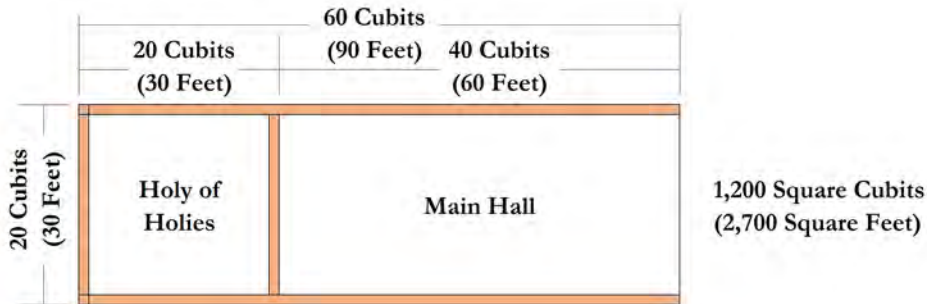 60 Cubits
(90 Feet)
20 Cubits
(30 Feet)
40 Cubits
(60 Feet)
20 Cubits
(30 Feet)
Holy of
Holies
Main Hall
1,200 Square Cubits
(2,700 Square Feet)